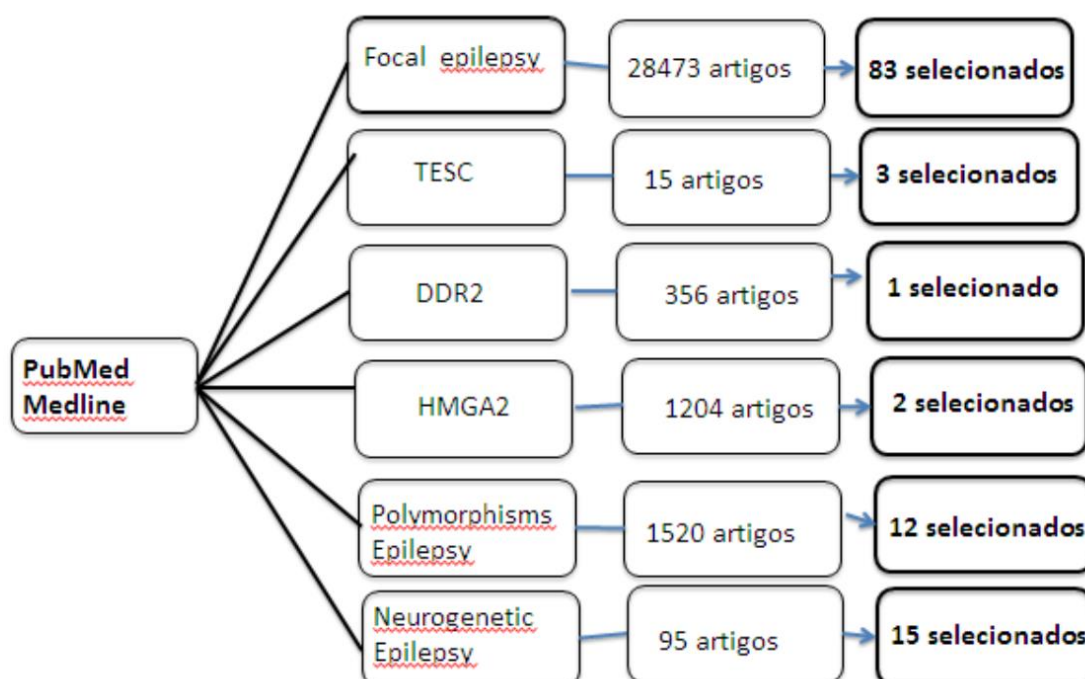 Focal epilepsy
28473 artigos
83 selecionados
TESC
15 artigos
3 selecionados
DDR2
356 artigos
1 selecionado
PubMed
Medline
HMGA2
1204 artigos
2 selecionados
Polymorphisms
Epilepsy
1520 artigos
12 selecionados
Neurogenetic
Epilepsy
95 artigos
15 selecionados